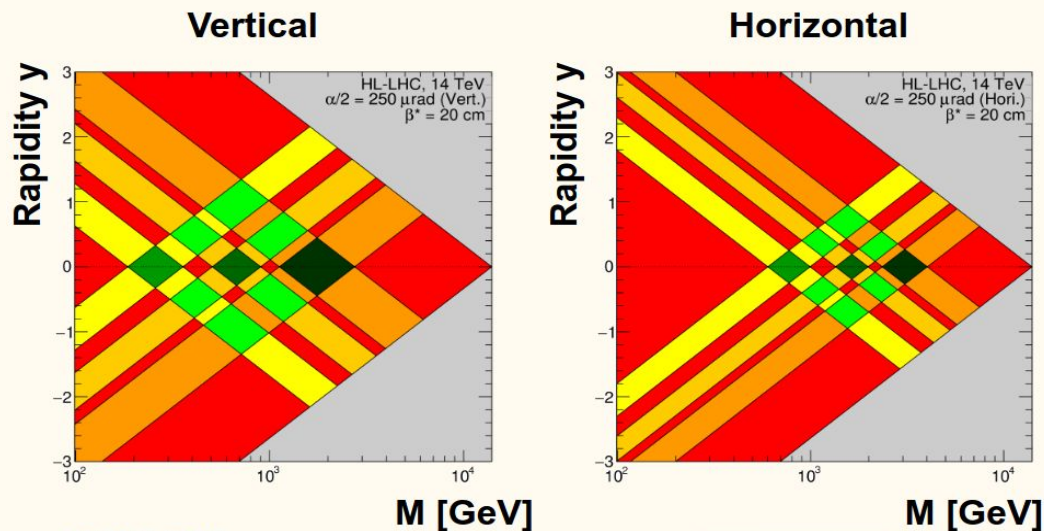 Vertical
Rapidity y
HL-LHC, 14 TeV
α/2 = 250 μrad (Vert.)
β* = 20 cm
3
2
1
0
−1
−2
−3
10²
10³
10⁴
M [GeV]
Horizontal
Rapidity y
HL-LHC, 14 TeV
α/2 = 250 μrad (Hori.)
β* = 20 cm
3
2
1
0
−1
−2
−3
10²
10³
10⁴
M [GeV]